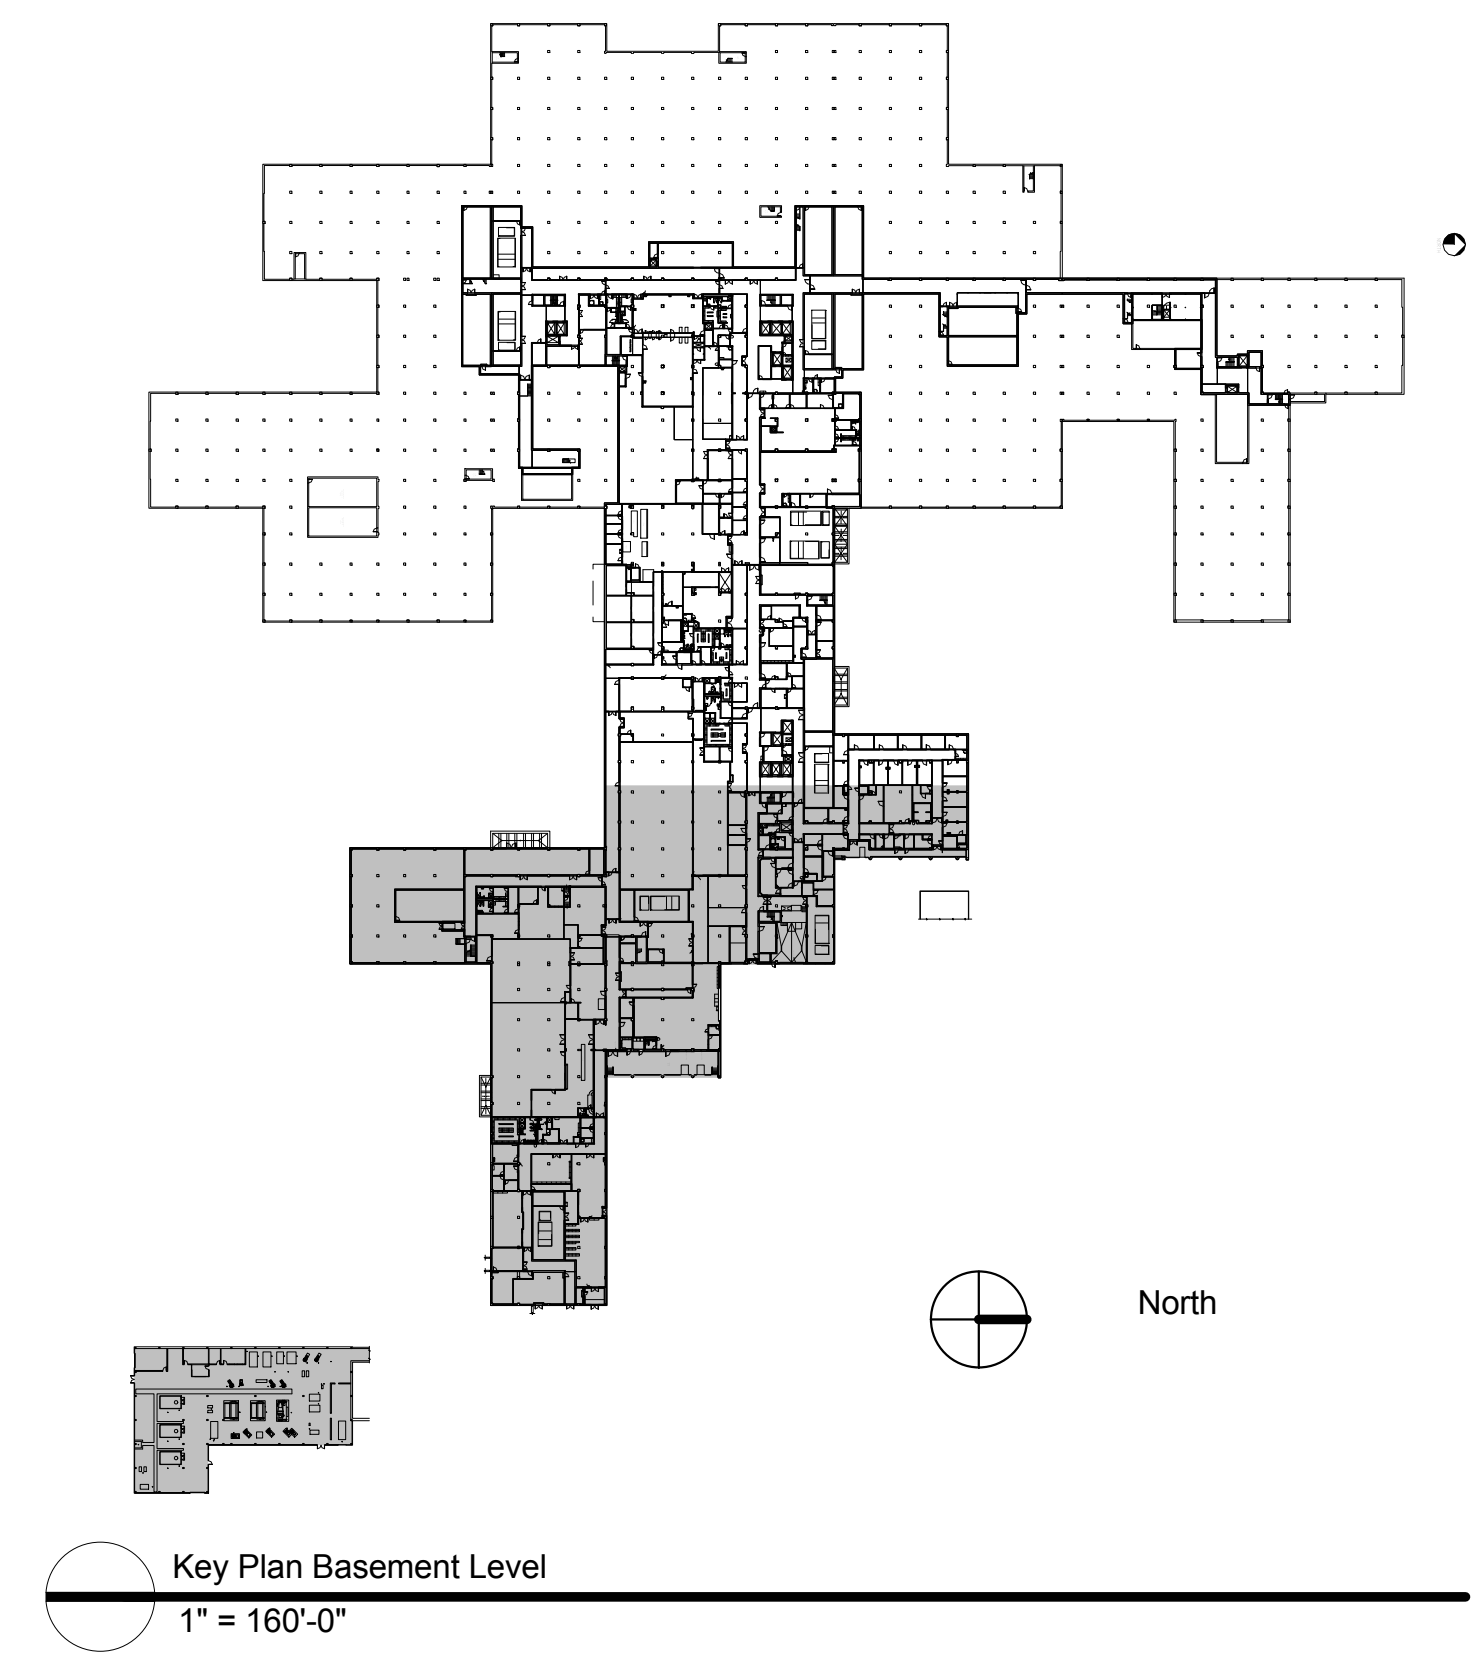 North
Key Plan Basement Level
1" = 160'-0"